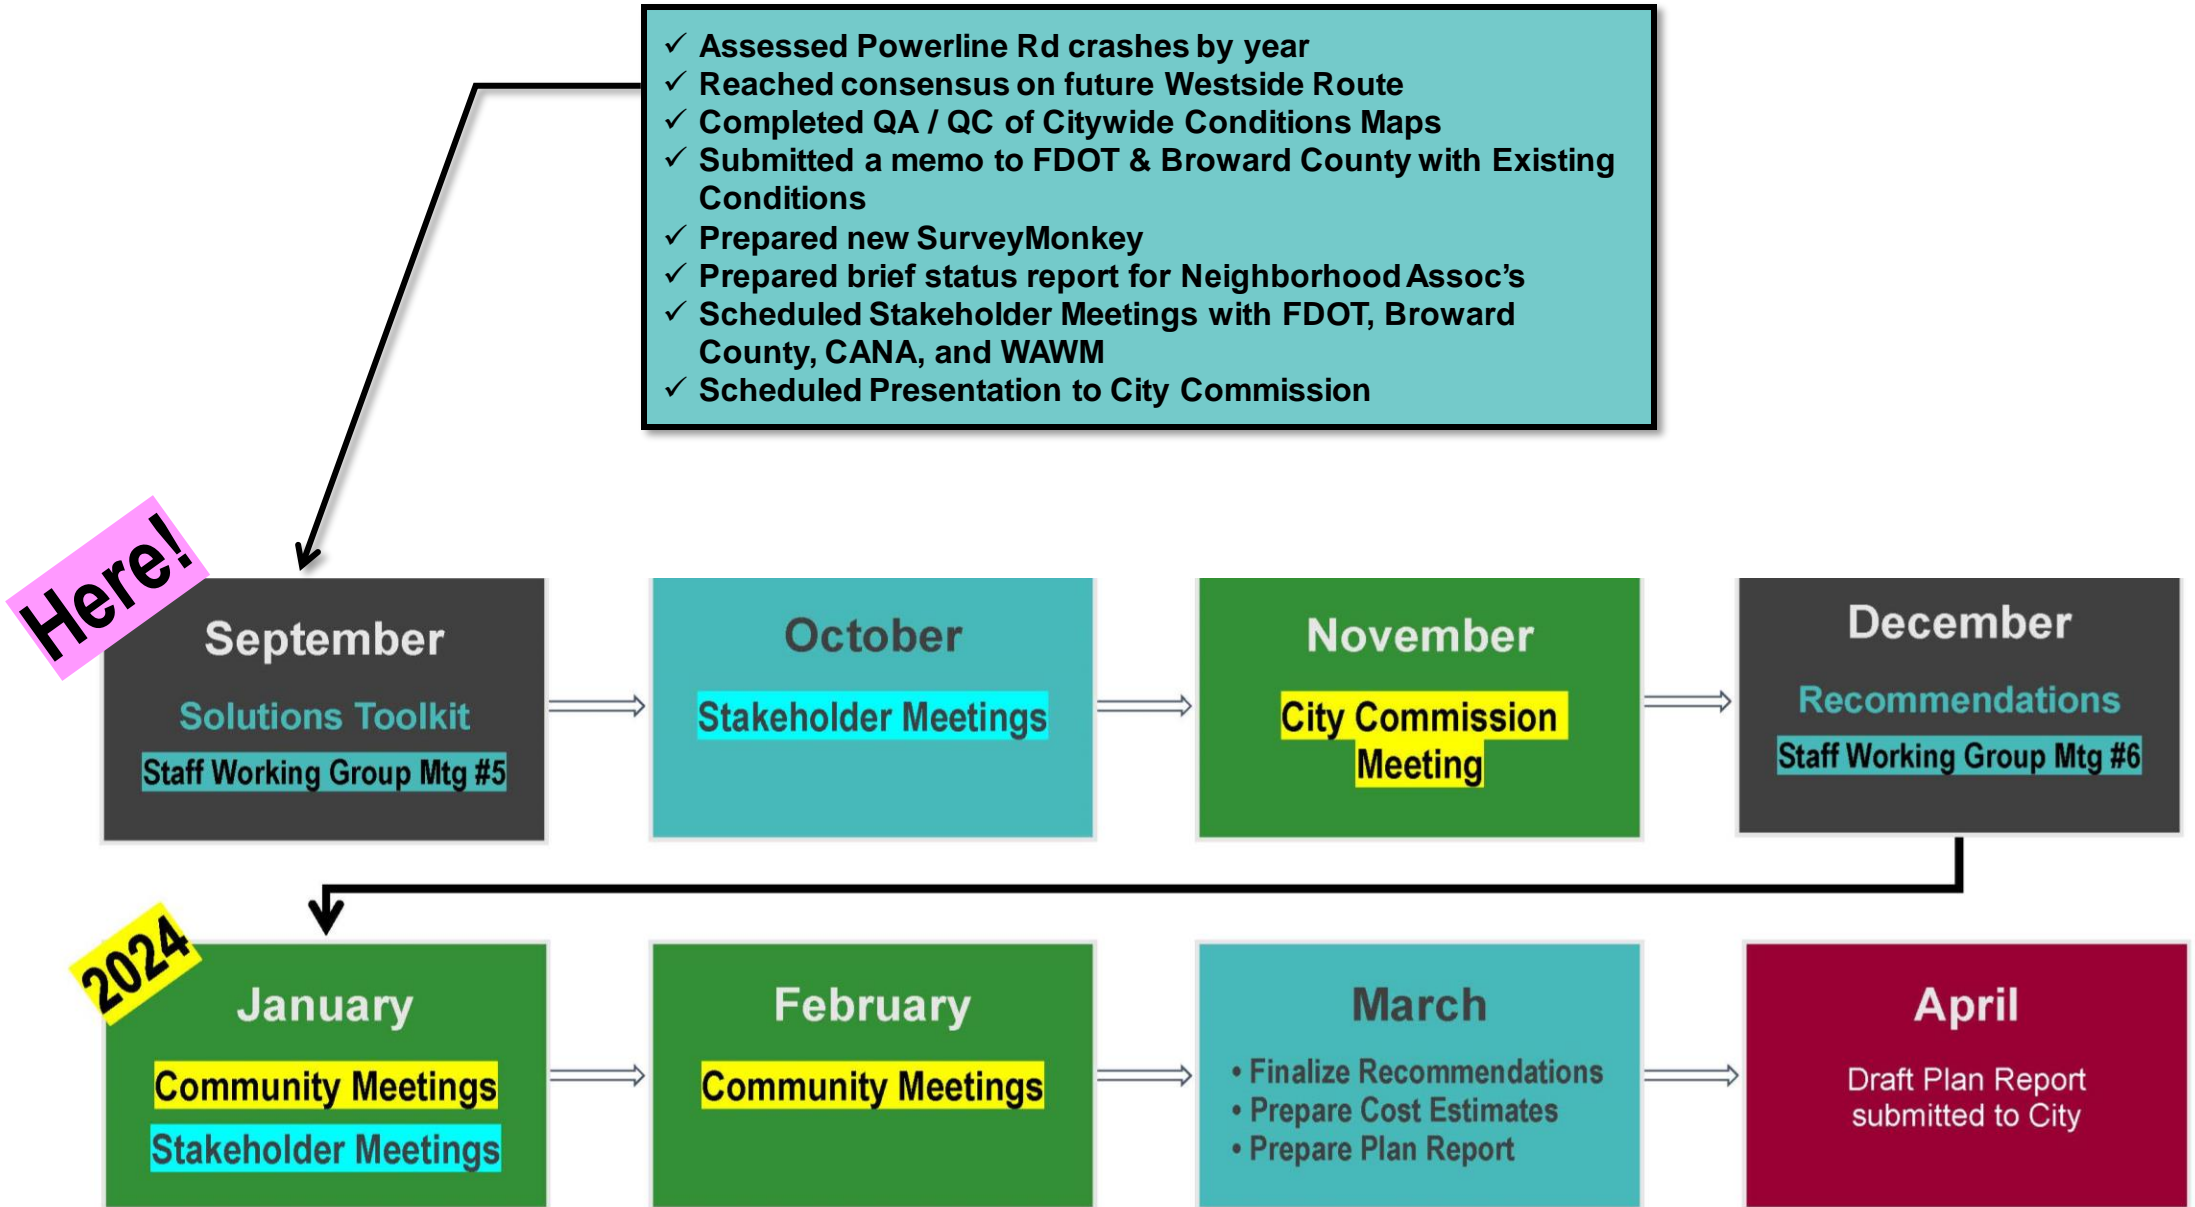 ✓ Assessed Powerline Rd crashes by year
✓ Reached consensus on future Westside Route
✓ Completed QA / QC of Citywide Conditions Maps
✓ Submitted a memo to FDOT & Broward County with Existing
Conditions
✓ Prepared new SurveyMonkey
✓ Prepared brief status report for Neighborhood Assoc’s
✓ Scheduled Stakeholder Meetings with FDOT, Broward
County, CANA, and WAWM
✓ Scheduled Presentation to City Commission
Here!
September
Solutions Toolkit
Staff Working Group Mtg #5
October
Stakeholder Meetings
November
City Commission
Meeting
December
Recommendations
Staff Working Group Mtg #6
2024
January
Community Meetings
Stakeholder Meetings
February
Community Meetings
March
• Finalize Recommendations
• Prepare Cost Estimates
• Prepare Plan Report
April
Draft Plan Report
submitted to City